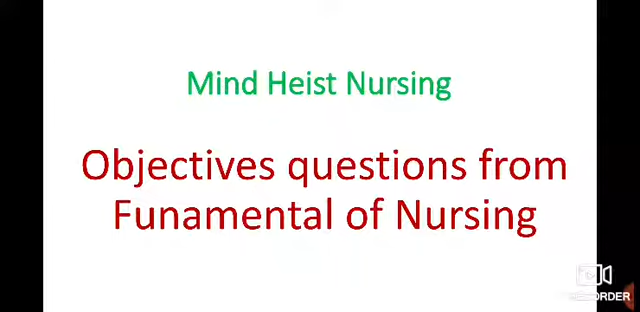 Mind Heist Nursing
Objectives questions from
Funamental of Nursing